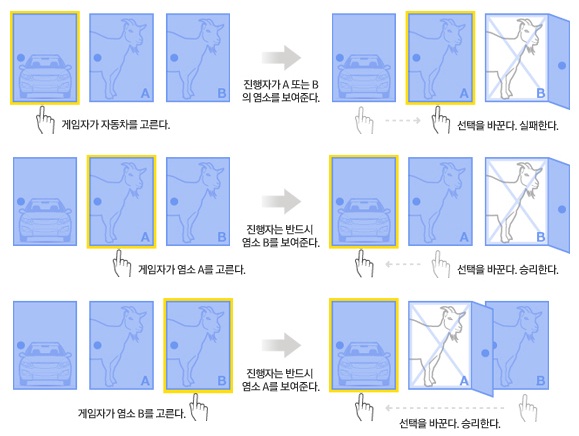 A
B
진행자가 A 또는 B
의 염소를 보여준다.
A
B
게임자가 자동차를 고른다.
선택을 바꾼다. 실패한다.
A
B
진행자는 반드시
염소 B를 보여준다.
A
B
게임자가 염소 A를 고른다.
선택을 바꾼다. 승리한다.
A
B
진행자는 반드시
염소 A를 보여준다.
A
B
게임자가 염소 B를 고른다.
선택을 바꾼다. 승리한다.